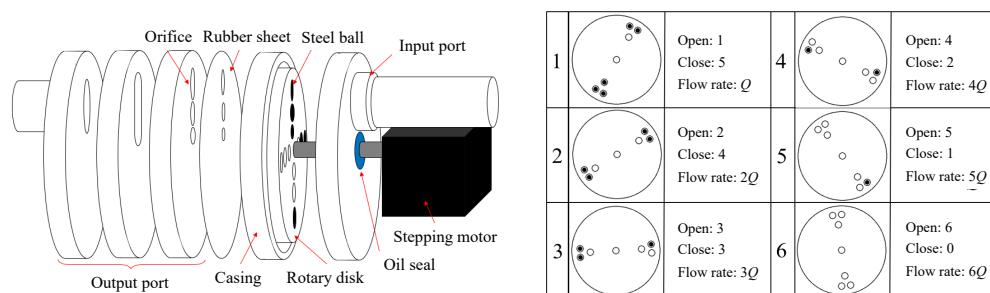 Orifice
Rubber sheet
Steel ball
Input port
Output port
Casing
Rotary disk
Oil seal
Stepping motor
1
Open: 1
Close: 5
Flow rate: Q
4
Open: 4
Close: 2
Flow rate: 4Q
2
Open: 2
Close: 4
Flow rate: 2Q
5
Open: 5
Close: 1
Flow rate: 5Q
3
Open: 3
Close: 3
Flow rate: 3Q
6
Open: 6
Close: 0
Flow rate: 6Q